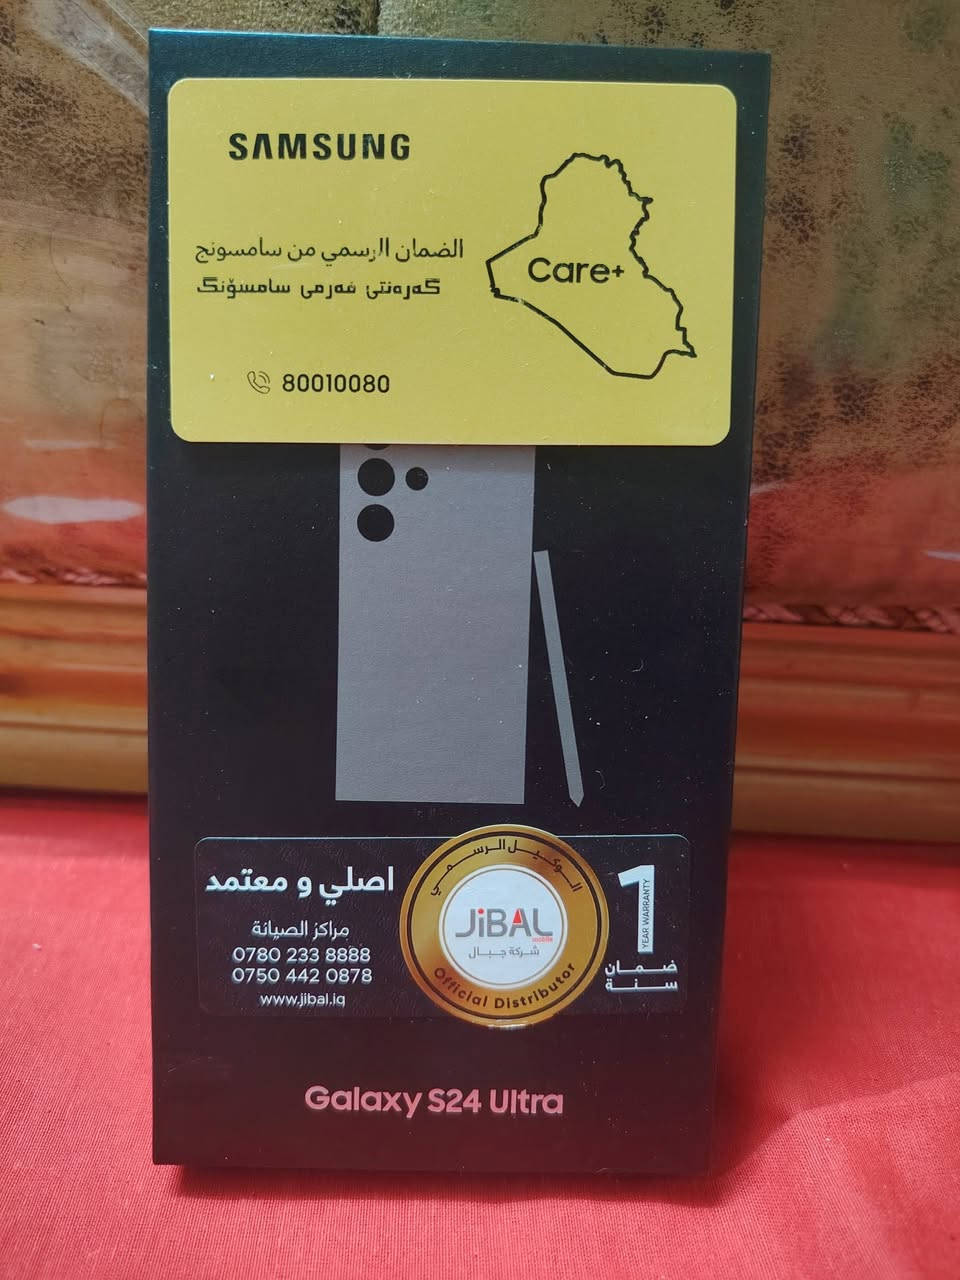 SAMSUNG
الضمان الرسمي من سامسونج
گەرەنتی فەرمی سامسۆنگ
Care+
80010080
اصلي و معتمد
مراكز الصيانة
0780 233 8888
0750 442 0878
www.jibal.iq
الوكيل الرسمي
JiBAL
mobile
شركة جبال
Official Distributor
1
YEAR WARRANTY
ضمان
سنة
Galaxy S24 Ultra